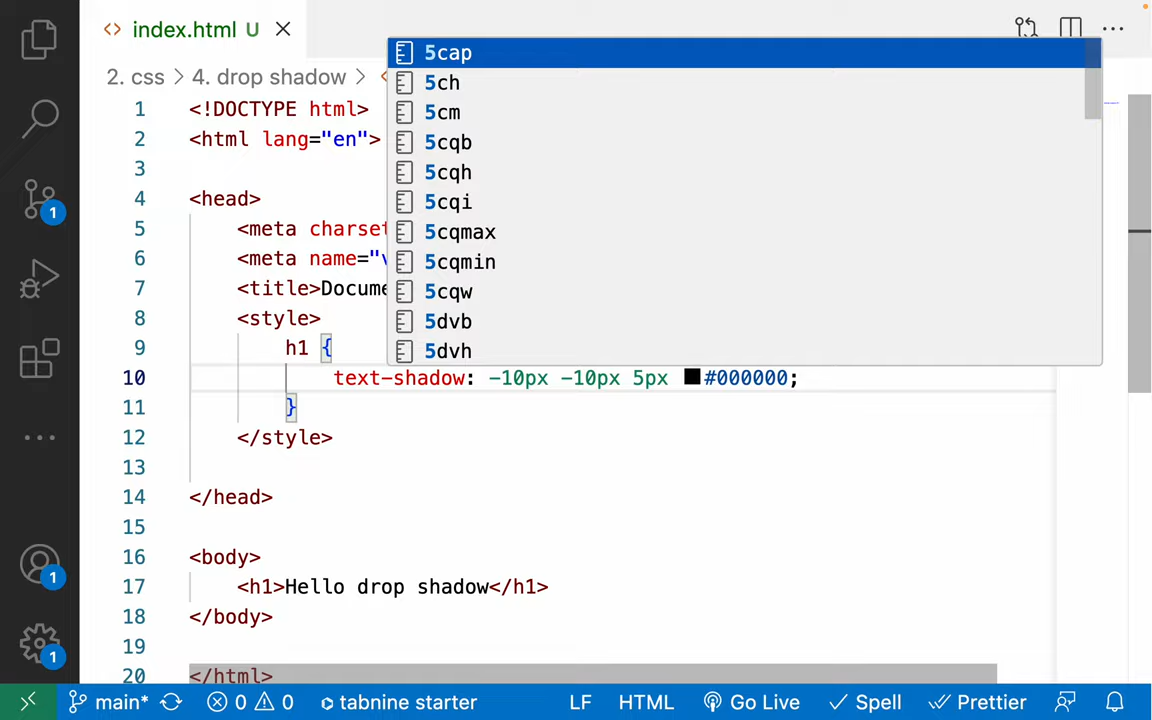 index.html U
5cap
5ch
5cm
5cqb
5cqh
5cqi
5cqmax
5cqmin
5cqw
5dvb
5dvh
2. css > 4. drop shadow >
1 <!DOCTYPE html>
2 <html lang="en">
3
4 <head>
5 <meta charset
6 <meta name="
7 <title>Docume
8 <style>
9 h1 {
10 text-shadow: -10px -10px 5px #000000;
11 }
12 </style>
13
14 </head>
15
16 <body>
17 <h1>Hello drop shadow</h1>
18 </body>
19
20 </html>
1
1
1
main* 0 0 tabnine starter LF HTML Go Live Spell Prettier